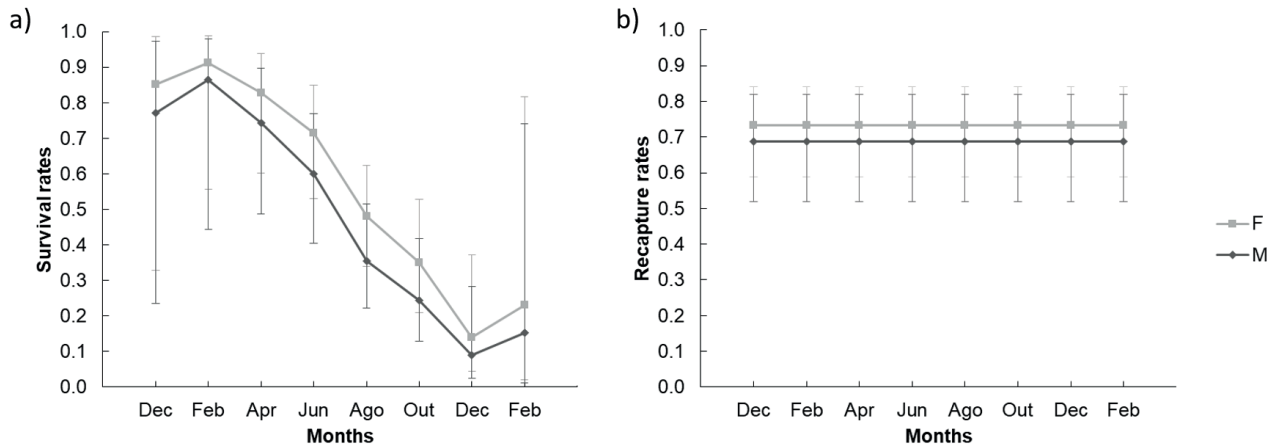 a)
Survival rates
1.0
0.9
0.8
0.7
0.6
0.5
0.4
0.3
0.2
0.1
0.0
Dec Feb Apr Jun Ago Out Dec Feb
Months
b)
Recapture rates
1.0
0.9
0.8
0.7
0.6
0.5
0.4
0.3
0.2
0.1
0.0
Dec Feb Apr Jun Ago Out Dec Feb
Months
F
M